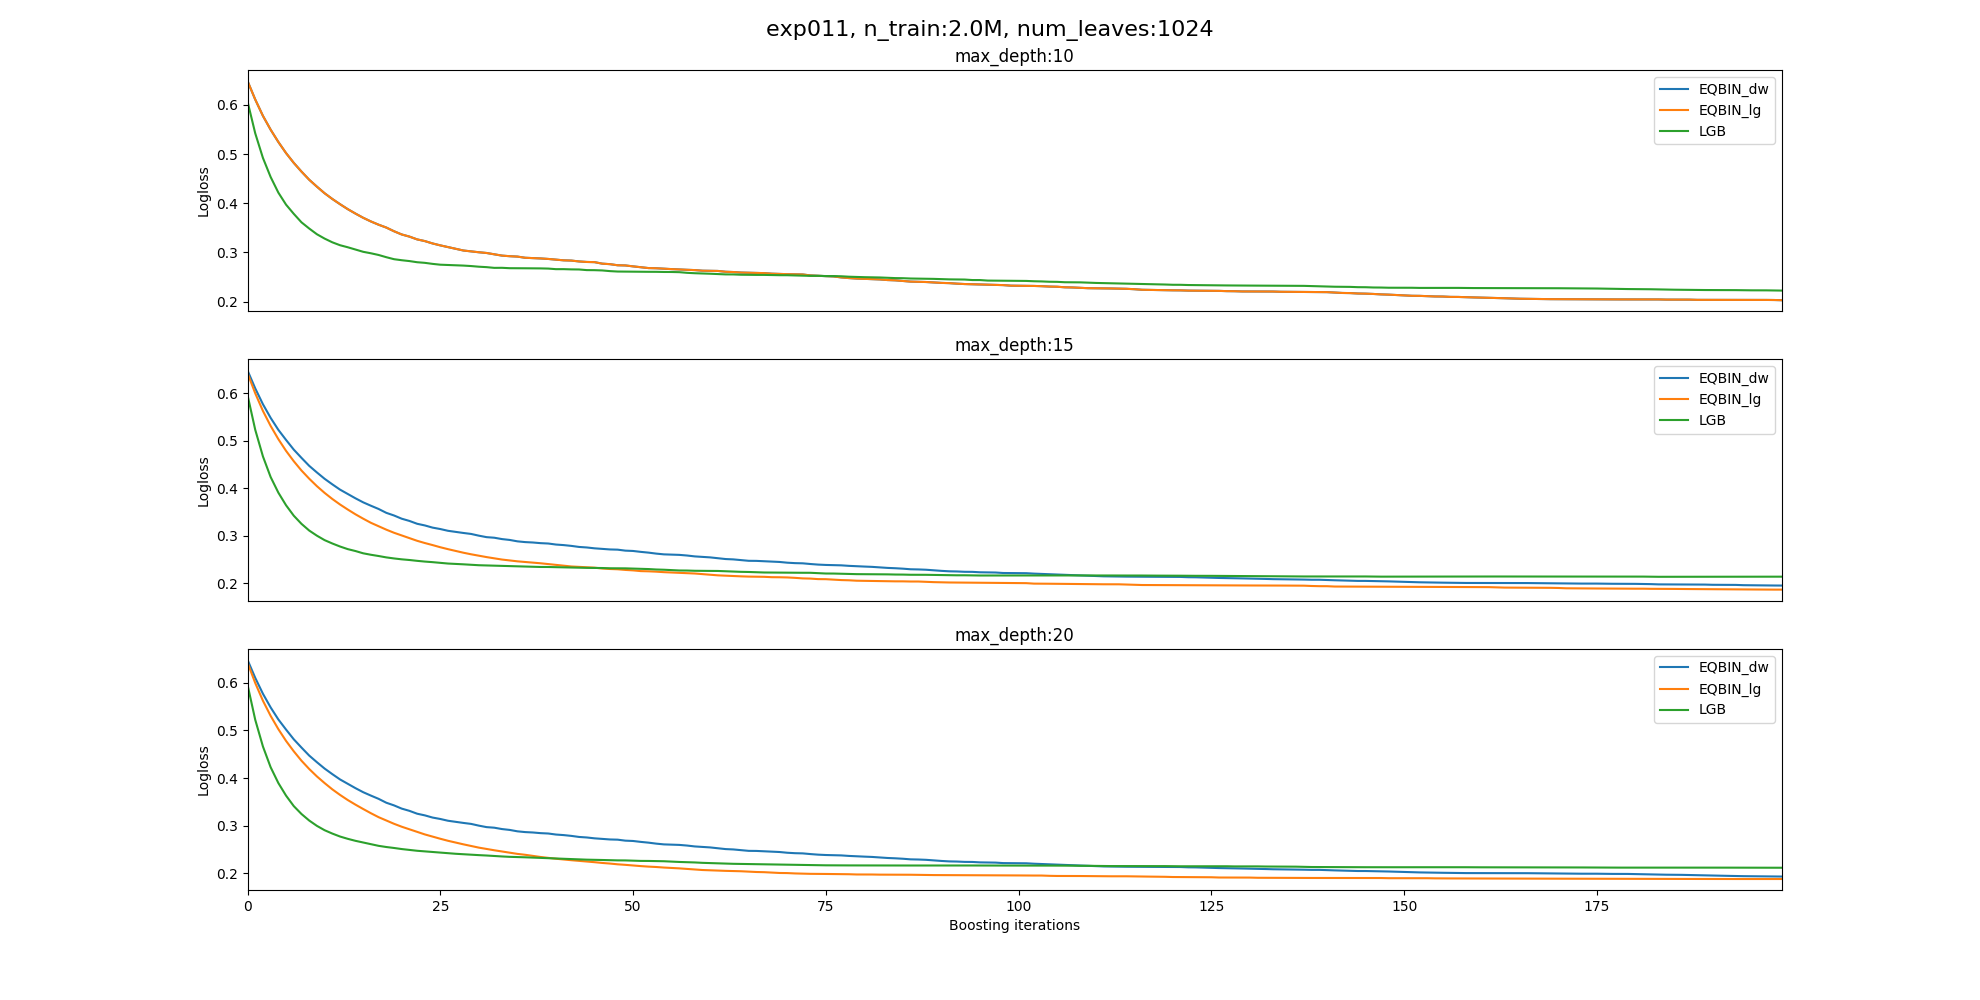 exp011, n_train:2.0M, num_leaves:1024
max_depth:10
EQBIN_dw
EQBIN_lg
LGB
0.6
0.5
0.4
0.3
0.2
Logloss
max_depth:15
EQBIN_dw
EQBIN_lg
LGB
0.6
0.5
0.4
0.3
0.2
Logloss
max_depth:20
EQBIN_dw
EQBIN_lg
LGB
0.6
0.5
0.4
0.3
0.2
Logloss
0 25 50 75 100 125 150 175
Boosting iterations